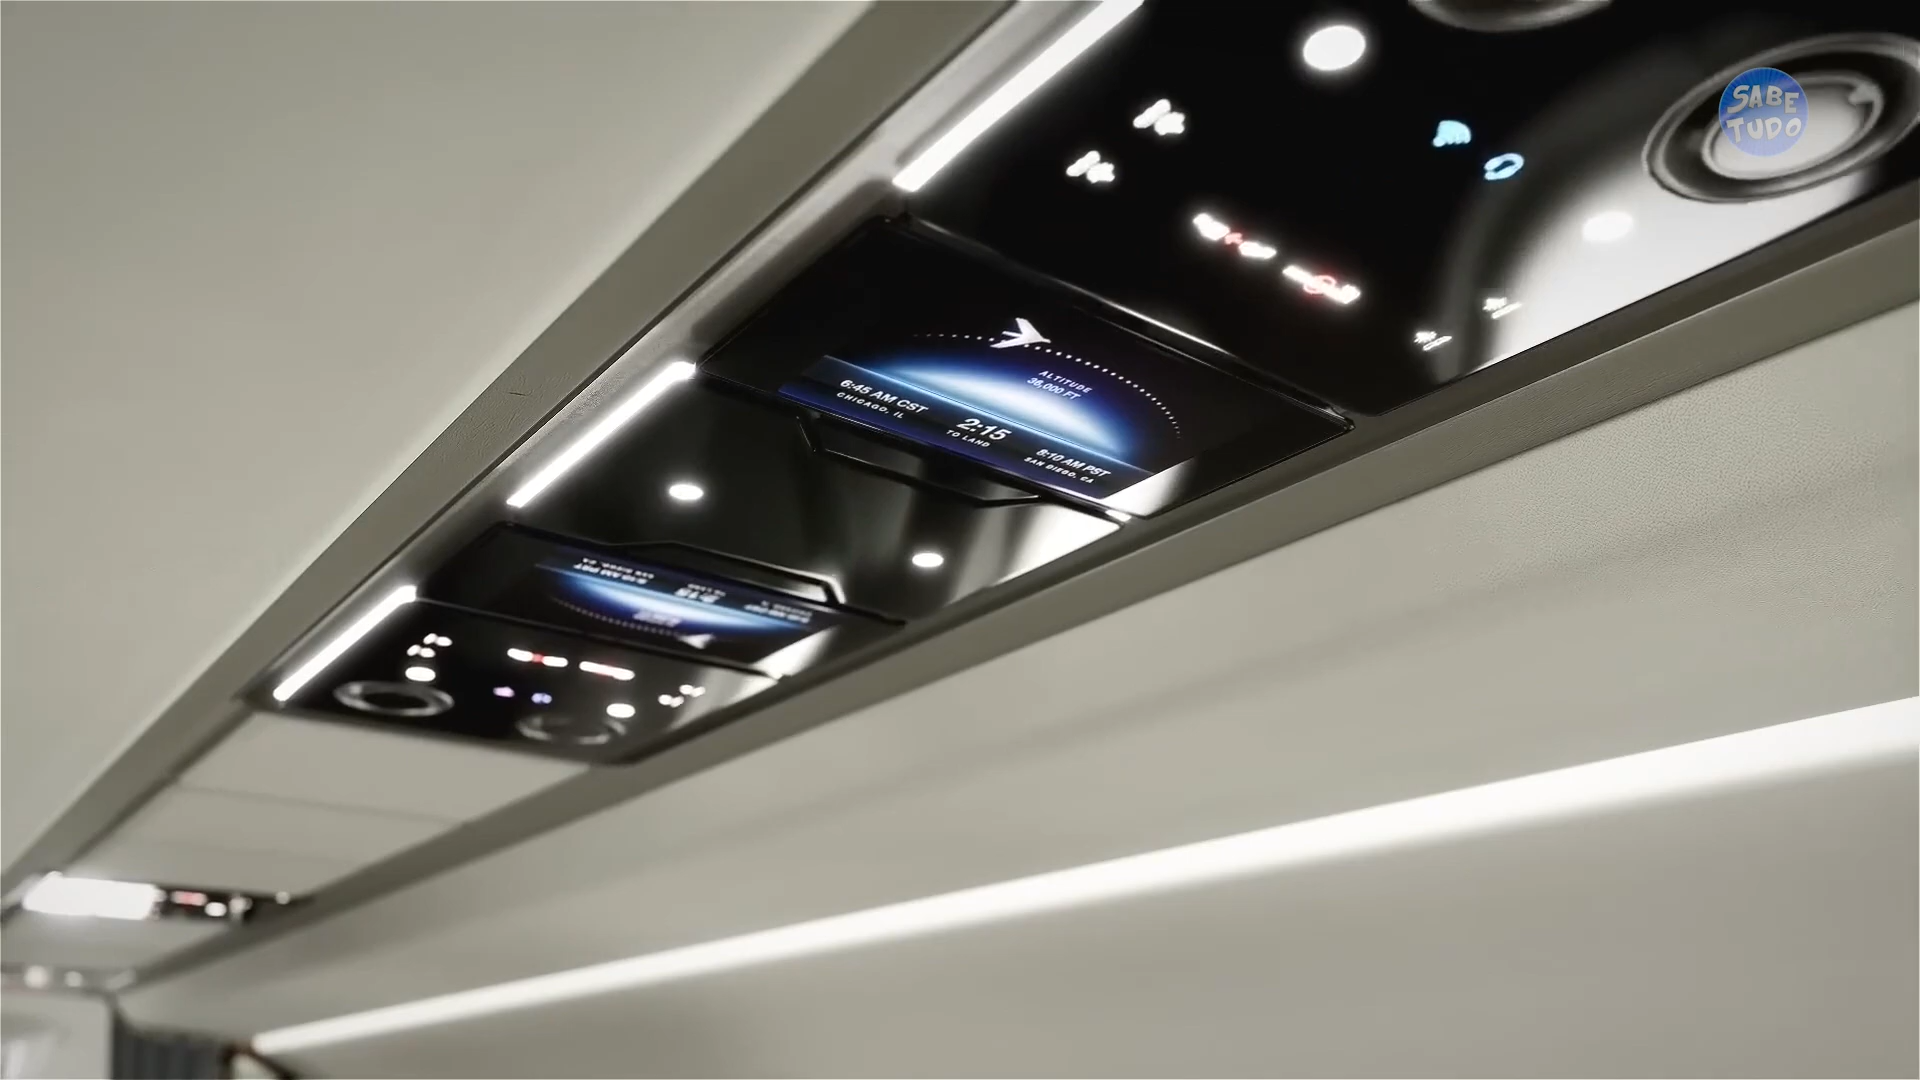 SABE
TUDO
ALTITUDE
36,000 FT
6:45 AM CST
CHICAGO, IL
2:15
TO LAND
8:10 AM PST
SAN DIEGO, CA